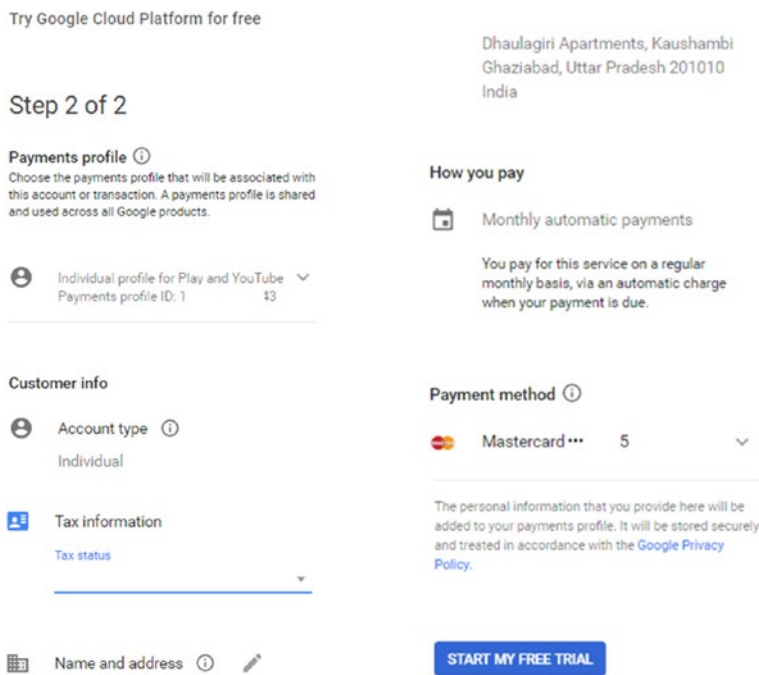 Try Google Cloud Platform for free
Step 2 of 2
Payments profile
Choose the payments profile that will be associated with
this account or transaction. A payments profile is shared
and used across all Google products.
Individual profile for Play and YouTube
Payments profile ID: 1 43
Customer info
Account type
Individual
Tax information
Tax status
Name and address
Dhaulagiri Apartments, Kaushambi
Ghaziabad, Uttar Pradesh 201010
India
How you pay
Monthly automatic payments
You pay for this service on a regular
monthly basis, via an automatic charge
when your payment is due.
Payment method
Mastercard ••• 5
The personal information that you provide here will be
added to your payments profile. It will be stored securely
and treated in accordance with the Google Privacy
Policy.
START MY FREE TRIAL